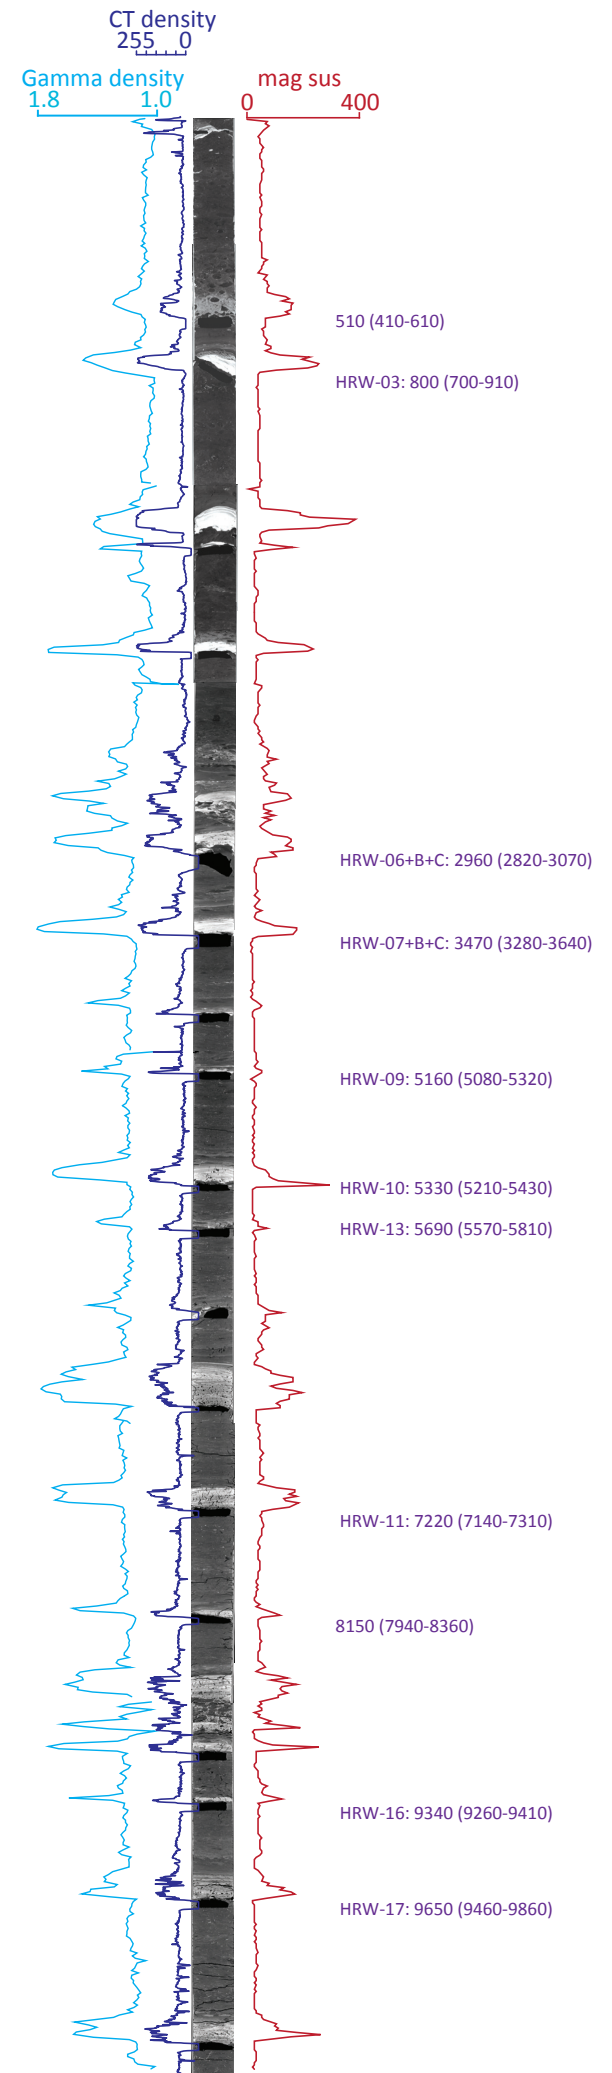 CT density
255 0
Gamma density
1.8 1.0
mag sus
0 400
510 (410-610)
HRW-03: 800 (700-910)
HRW-06+B+C: 2960 (2820-3070)
HRW-07+B+C: 3470 (3280-3640)
HRW-09: 5160 (5080-5320)
HRW-10: 5330 (5210-5430)
HRW-13: 5690 (5570-5810)
HRW-11: 7220 (7140-7310)
8150 (7940-8360)
HRW-16: 9340 (9260-9410)
HRW-17: 9650 (9460-9860)